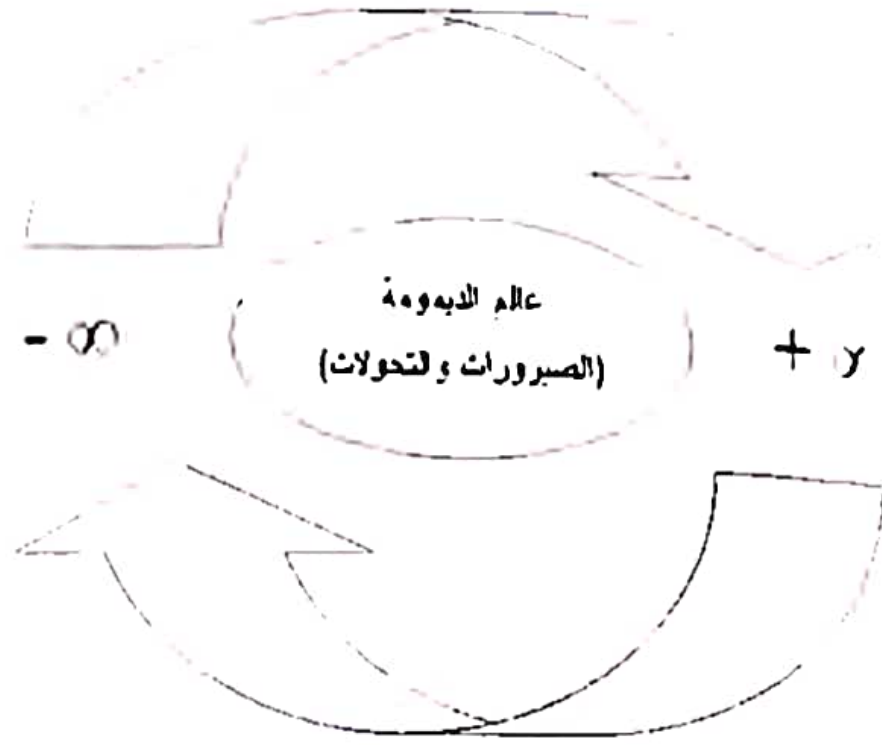 عالم الديمومة
- ∞
+ y
(الصيرورات والتحولات)